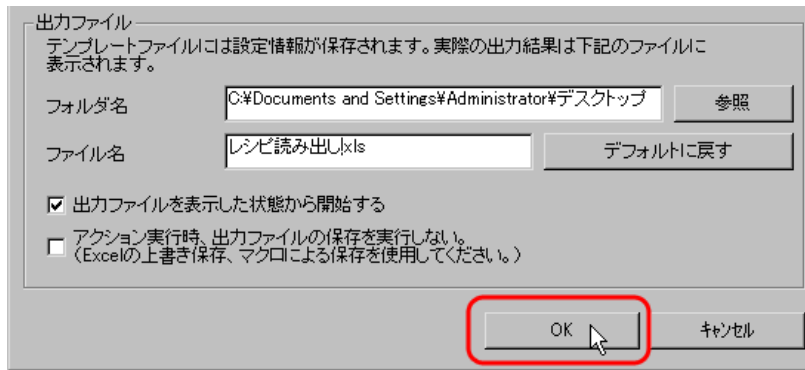 出力ファイル
テンプレートファイルには設定情報が保存されます。実際の出力結果は下記のファイルに
表示されます。
フォルダ名
C:¥Documents and Settings¥Administrator¥デスクトップ
参照
ファイル名
レシピ読み出し.xls
デフォルトに戻す
出力ファイルを表示した状態から開始する
アクション実行時、出力ファイルの保存を実行しない。
（Excelの上書き保存、マクロによる保存を使用してください。）
OK
キャンセル